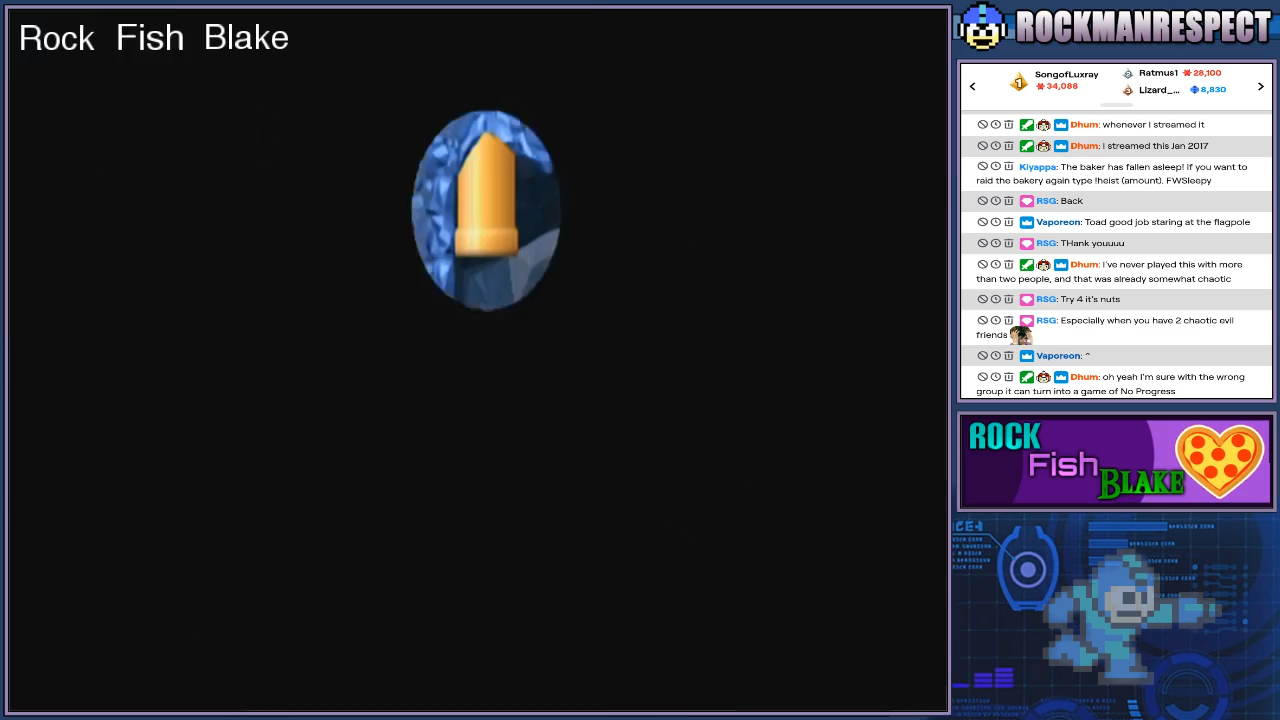 Rock Fish Blake
ROCKMANRESPECT
1
SongofLuxray
34,086
Ratmus1 28,100
Lizard_... 8,830
Dhum: whenever I streamed it
Dhum: I streamed this Jan 2017
Kiyappa: The baker has fallen asleep! If you want to
raid the bakery again type !heist (amount). FWSleepy
RSG: Back
Vaporeon: Toad good job staring at the flagpole
RSG: THank youuuu
Dhum: I've never played this with more
than two people, and that was already somewhat chaotic
RSG: Try 4 it's nuts
RSG: Especially when you have 2 chaotic evil
friends
Vaporeon: ^
Dhum: oh yeah I'm sure with the wrong
group it can turn into a game of No Progress
ROCK
Fish
BLAKE